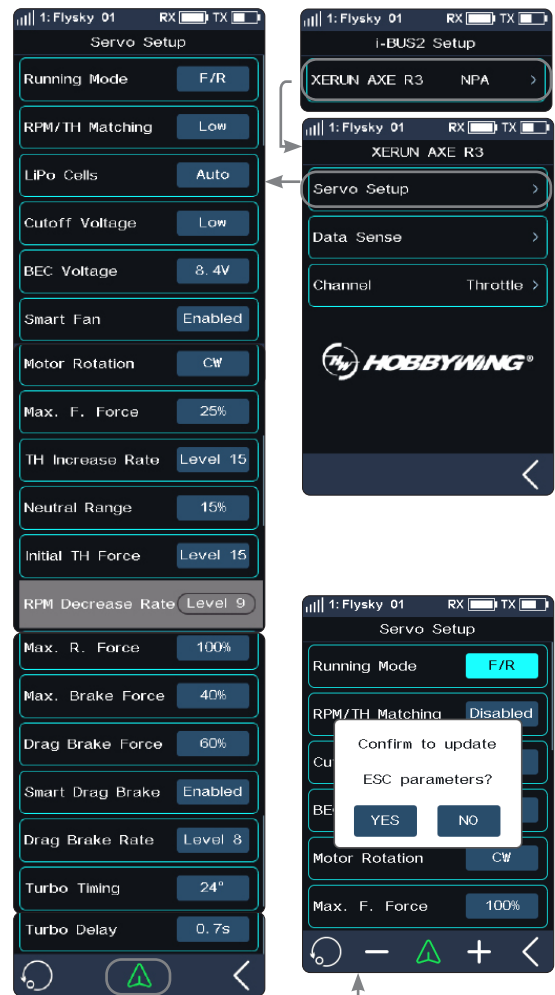 1: Flysky 01 RX TX
Servo Setup
Running Mode F/R
RPM/TH Matching Low
LiPo Cells Auto
Cutoff Voltage Low
BEC Voltage 8.4V
Smart Fan Enabled
Motor Rotation CW
Max. F. Force 25%
TH Increase Rate Level 15
Neutral Range 15%
Initial TH Force Level 15
RPM Decrease Rate Level 9
Max. R. Force 100%
Max. Brake Force 40%
Drag Brake Force 60%
Smart Drag Brake Enabled
Drag Brake Rate Level 8
Turbo Timing 24°
Turbo Delay 0.7s
1: Flysky 01 RX TX
i-BUS2 Setup
XERUN AXE R3 NPA >
1: Flysky 01 RX TX
XERUN AXE R3
Servo Setup >
Data Sense >
Channel Throttle >
HW HOBBYWING®
1: Flysky 01 RX TX
Servo Setup
Running Mode F/R
RPM/TH Matching Disabled
Cu
BE
Confirm to update
ESC parameters?
YES NO
Motor Rotation CW
Max. F. Force 100%